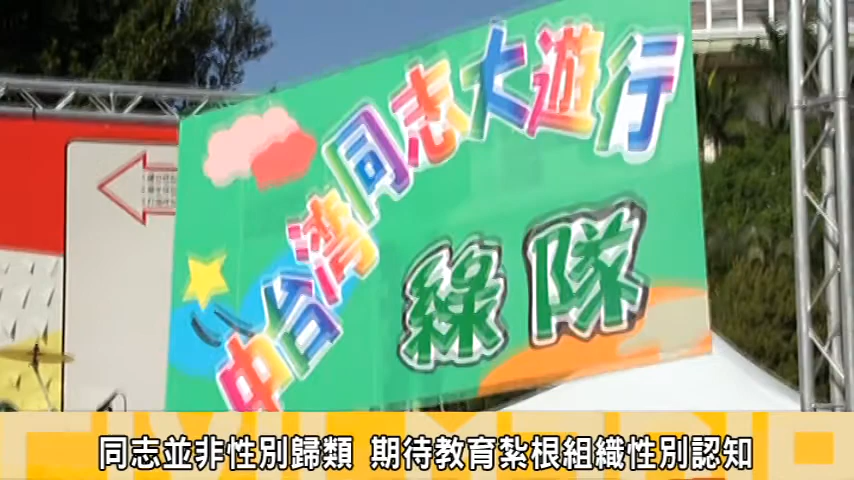 中台灣同志大遊行
綠隊
同志並非性別歸類 期待教育紮根組織性別認知